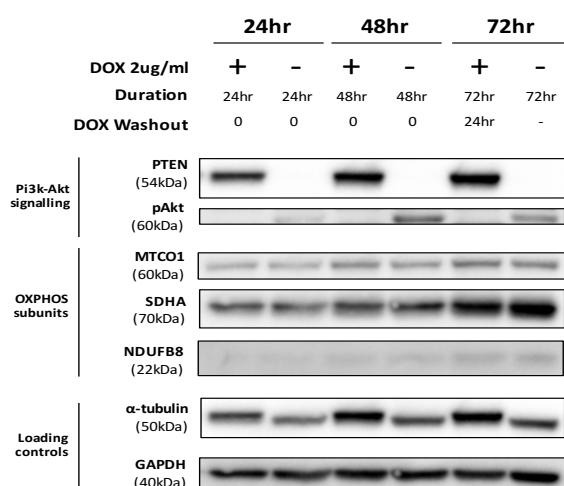 24hr 48hr 72hr
DOX 2ug/ml + - + - + -
Duration 24hr 24hr 48hr 48hr 72hr 72hr
DOX Washout 0 0 0 0 24hr -
Pi3k-Akt
signalling
PTEN
(54kDa)
pAkt
(60kDa)
OXPHOS
subunits
MTCO1
(60kDa)
SDHA
(70kDa)
NDUFB8
(22kDa)
Loading
controls
α-tubulin
(50kDa)
GAPDH
(40kDa)